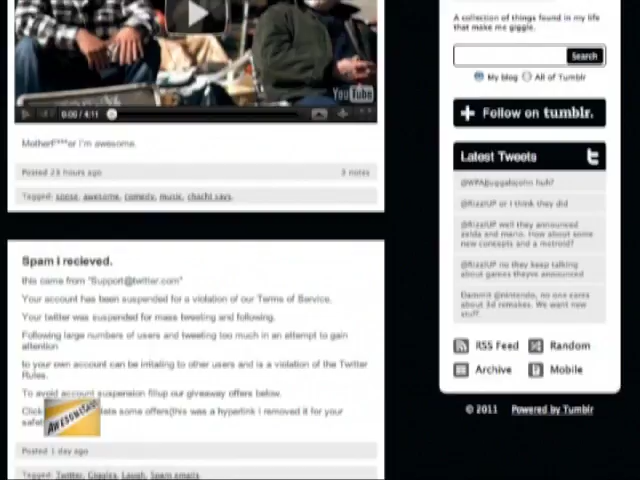 A collection of things found in my life
that make me giggle.
Search
My blog
All of Tumblr
YouTube
0:00 / 4:11
+ Follow on tumblr.
MotherF***er I'm awesome.
Latest Tweets
Posted 23 hours ago
3 notes
huh?
Tagged: awesome, comedy, music,
@RizzIUP or I think they did
@RizzIUP well they announced
zelda and mario. How about some
new concepts and a metroid?
Spam I recieved.
@RizzIUP no they keep talking
about games theyve announced
this came from "Support@twitter.com"
Your account has been suspended for a violation of our Terms of Service.
Damnit @nintendo, no one cares
about 3d remakes. We want new
stuff.
Your twitter was suspended for mass tweeting and following.
Following large numbers of users and tweeting too much in an attempt to gain
attention
RSS Feed
Random
to your own account can be irritating to other users and is a violation of the Twitter
Rules.
Archive
Mobile
To avoid account suspension fillup our giveaway offers below.
Click
some offers(this was a hyperlink i removed it for your
© 2011
Powered by Tumblr
Posted 1 day ago
Tagged: Twitter, Giggles, Laugh, Spam emails